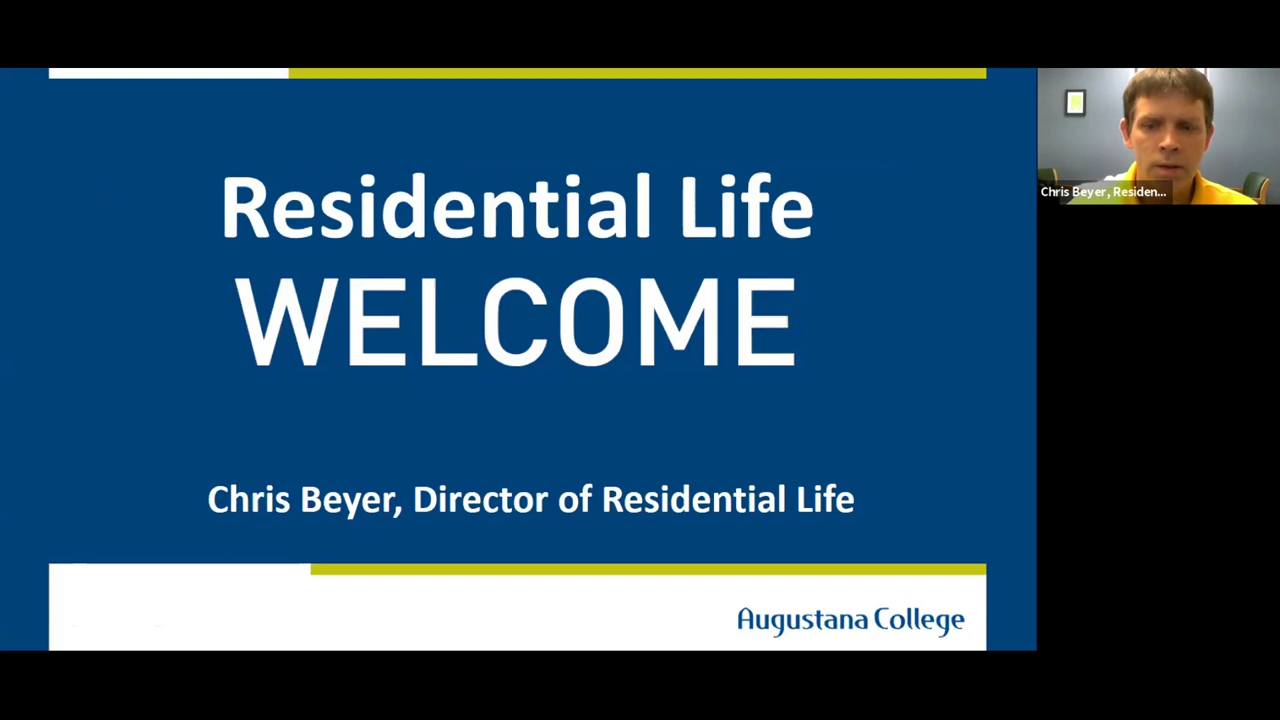 Residential Life
WELCOME
Chris Beyer, Director of Residential Life
Augustana College
Chris Beyer, Residen...